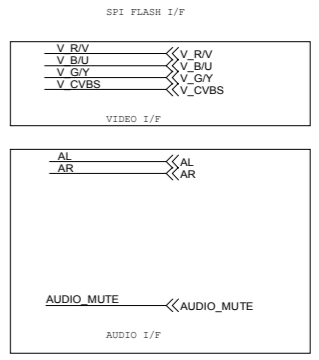 SPI FLASH I/F
V_R/V V_R/V
V_B/U V_B/U
V_G/Y V_G/Y
V_CVBS V_CVBS
VIDEO I/F
AL AL
AR AR
AUDIO_MUTE AUDIO_MUTE
AUDIO I/F